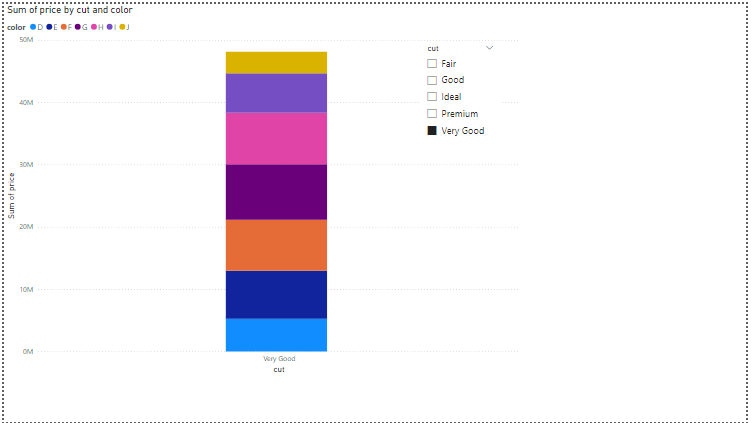 Sum of price by cut and color
color D E F G H I J
50M
40M
30M
20M
10M
0M
Sum of price
Very Good
cut
cut
Fair
Good
Ideal
Premium
Very Good